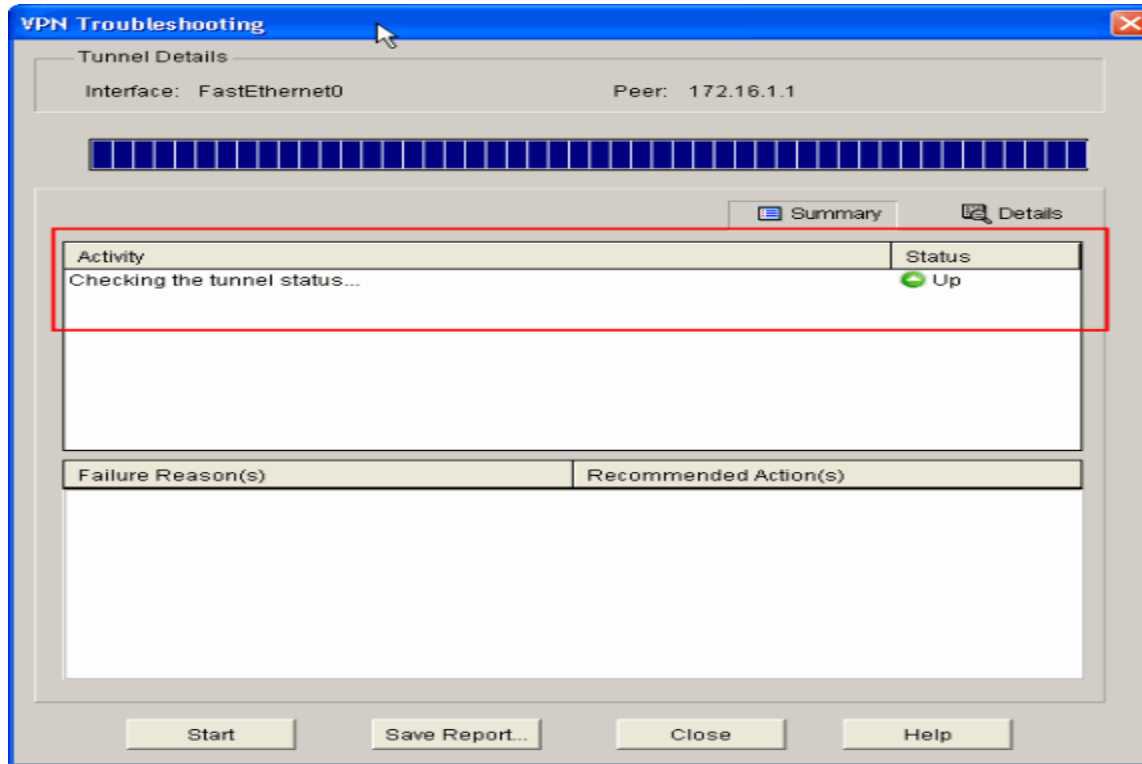 VPN Troubleshooting
Tunnel Details
Interface: FastEthernet0 Peer: 172.16.1.1
Summary Details
Activity Status
Checking the tunnel status... Up
Failure Reason(s) Recommended Action(s)
Start Save Report... Close Help